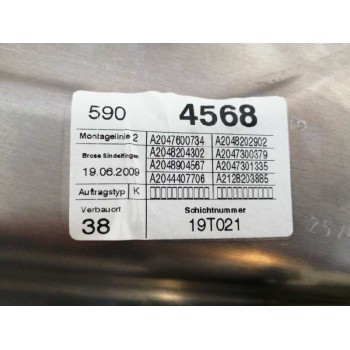 590 4568
Montagelinie 2 A2047600734 A2048202902
Brose Sindelfingen A2048204302 A2047300379
19.06.2009 A2048904567 A2047301335
A2044407706 A2128203885
Auftragstyp K
Verbauort Schichtnummer
38 19T021